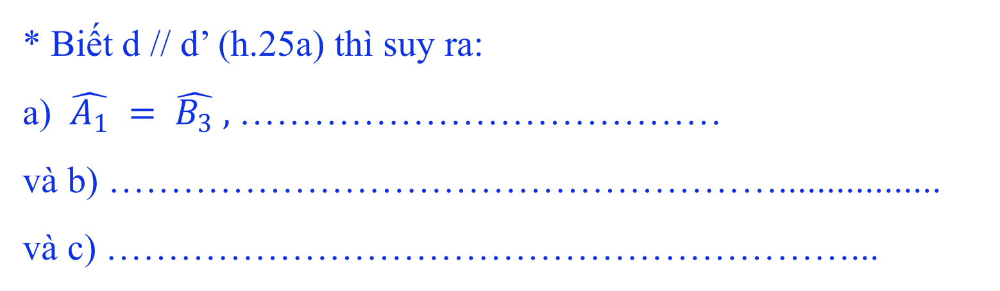 * Biết d // d’ (h.25a) thì suy ra:
a) $\widehat{A_1} = \widehat{B_3}$ , ……………………………………
và b) ………………………………………………………………
và c) ……………………………………………………………